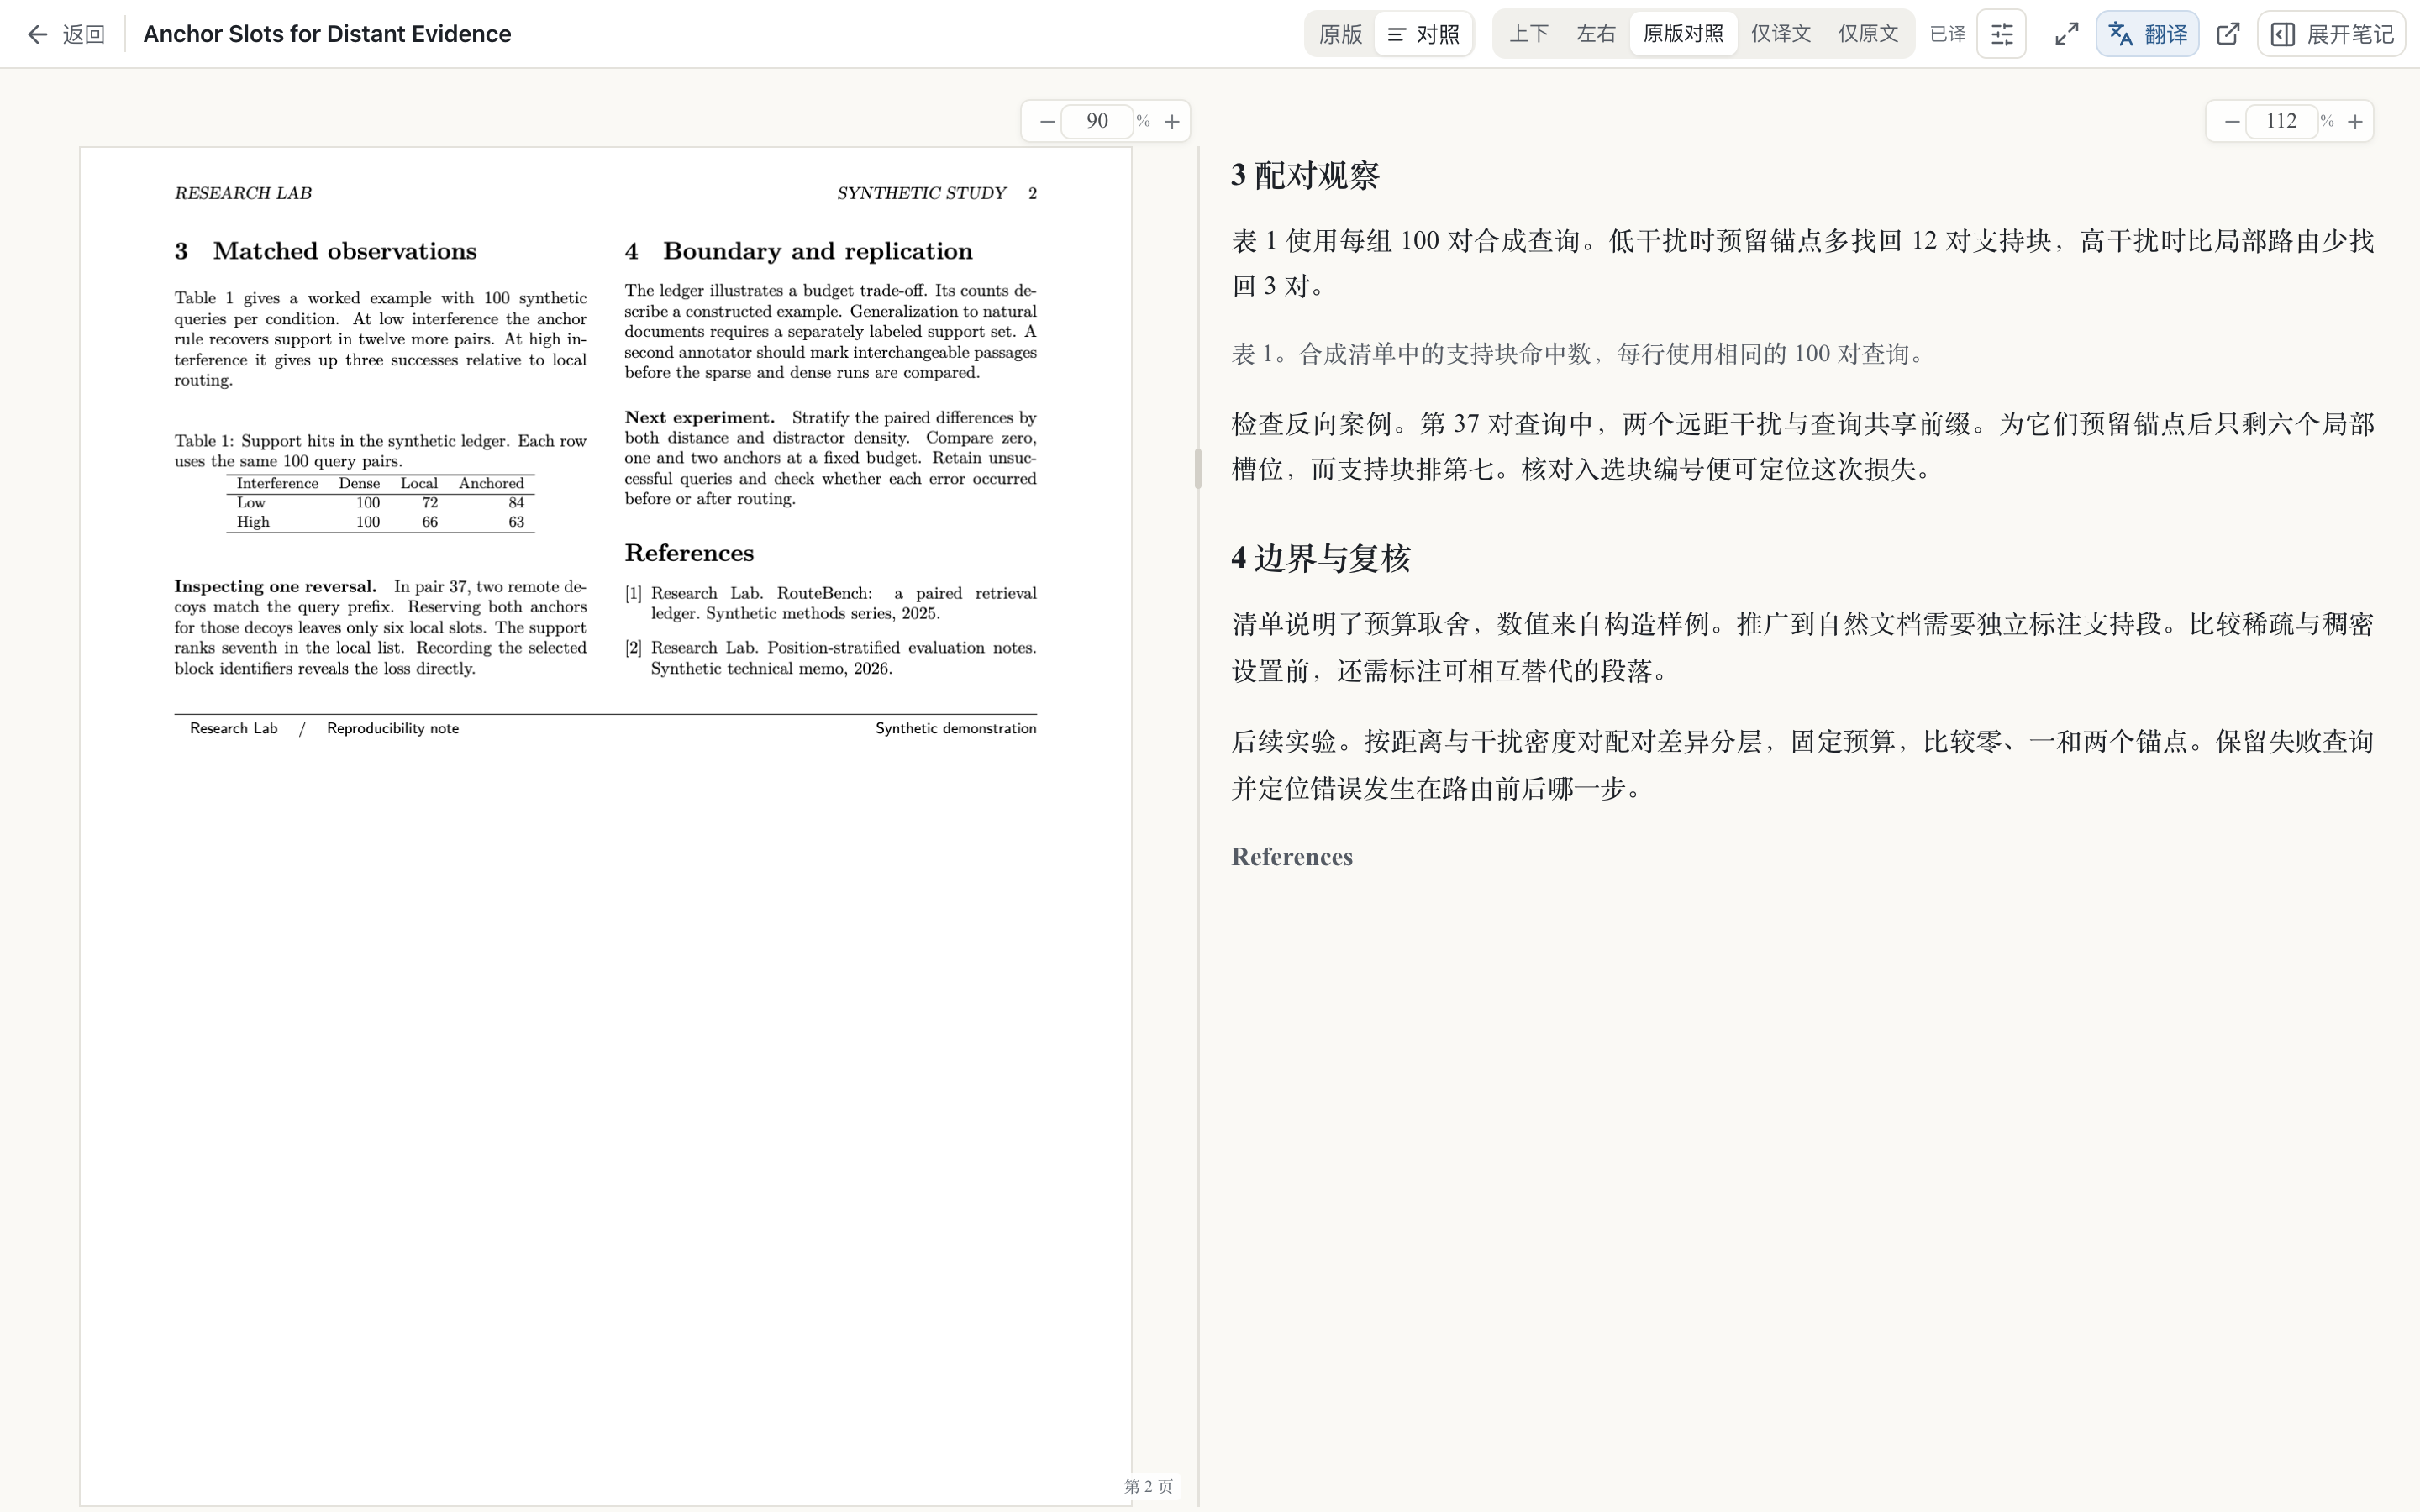 返回
Anchor Slots for Distant Evidence
原版
对照
上下
左右
原版对照
仅译文
仅原文
已译
翻译
展开笔记
90 %
112 %
RESEARCH LAB
SYNTHETIC STUDY 2
3 Matched observations
Table 1 gives a worked example with 100 synthetic
queries per condition. At low interference the anchor
rule recovers support in twelve more pairs. At high in-
terference it gives up three successes relative to local
routing.
Table 1: Support hits in the synthetic ledger. Each row
uses the same 100 query pairs.
Interference Dense Local Anchored
Low 100 72 84
High 100 66 63
Inspecting one reversal. In pair 37, two remote de-
coys match the query prefix. Reserving both anchors
for those decoys leaves only six local slots. The support
ranks seventh in the local list. Recording the selected
block identifiers reveals the loss directly.
4 Boundary and replication
The ledger illustrates a budget trade-off. Its counts de-
scribe a constructed example. Generalization to natural
documents requires a separately labeled support set. A
second annotator should mark interchangeable passages
before the sparse and dense runs are compared.
Next experiment. Stratify the paired differences by
both distance and distractor density. Compare zero,
one and two anchors at a fixed budget. Retain unsuc-
cessful queries and check whether each error occurred
before or after routing.
References
[1] Research Lab. RouteBench: a paired retrieval
ledger. Synthetic methods series, 2025.
[2] Research Lab. Position-stratified evaluation notes.
Synthetic technical memo, 2026.
Research Lab / Reproducibility note
Synthetic demonstration
第 2 页
3 配对观察
表 1 使用每组 100 对合成查询。低干扰时预留锚点多找回 12 对支持块，高干扰时比局部路由少找
回 3 对。
表 1。合成清单中的支持块命中数，每行使用相同的 100 对查询。
检查反向案例。第 37 对查询中，两个远距干扰与查询共享前缀。为它们预留锚点后只剩六个局部
槽位，而支持块排第七。核对入选块编号便可定位这次损失。
4 边界与复核
清单说明了预算取舍，数值来自构造样例。推广到自然文档需要独立标注支持段。比较稀疏与稠密
设置前，还需标注可相互替代的段落。
后续实验。按距离与干扰密度对配对差异分层，固定预算，比较零、一和两个锚点。保留失败查询
并定位错误发生在路由前后哪一步。
References